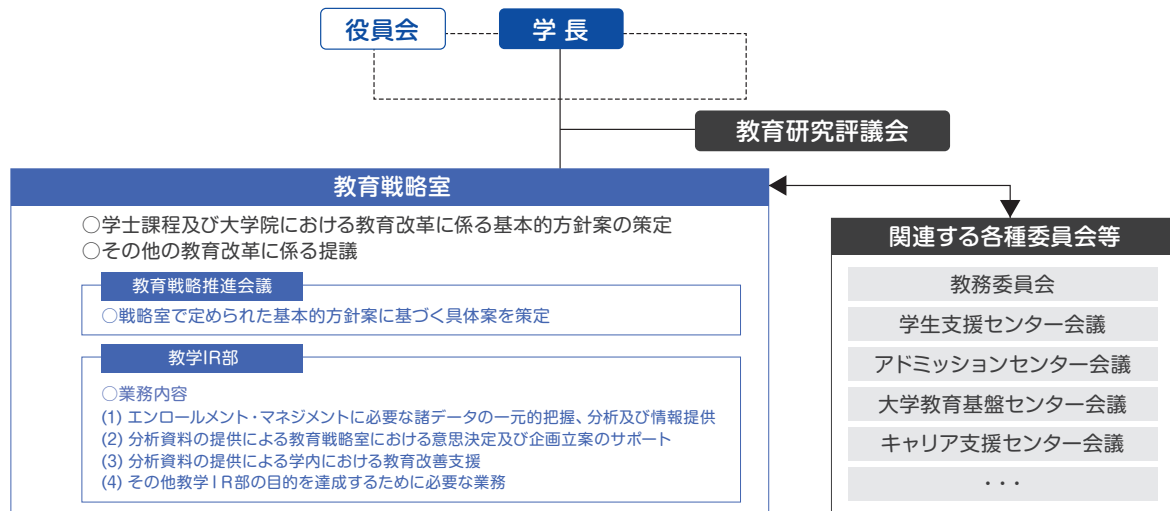 役員会
学 長
教育研究評議会
教育戦略室
○学士課程及び大学院における教育改革に係る基本的方針案の策定
○その他の教育改革に係る提議
教育戦略推進会議
○戦略室で定められた基本的方針案に基づく具体案を策定
教学IR部
○業務内容
(1) エンロールメント・マネジメントに必要な諸データの一元的把握、分析及び情報提供
(2) 分析資料の提供による教育戦略室における意思決定及び企画立案のサポート
(3) 分析資料の提供による学内における教育改善支援
(4) その他教学IR部の目的を達成するために必要な業務
関連する各種委員会等
教務委員会
学生支援センター会議
アドミッションセンター会議
大学教育基盤センター会議
キャリア支援センター会議
・・・